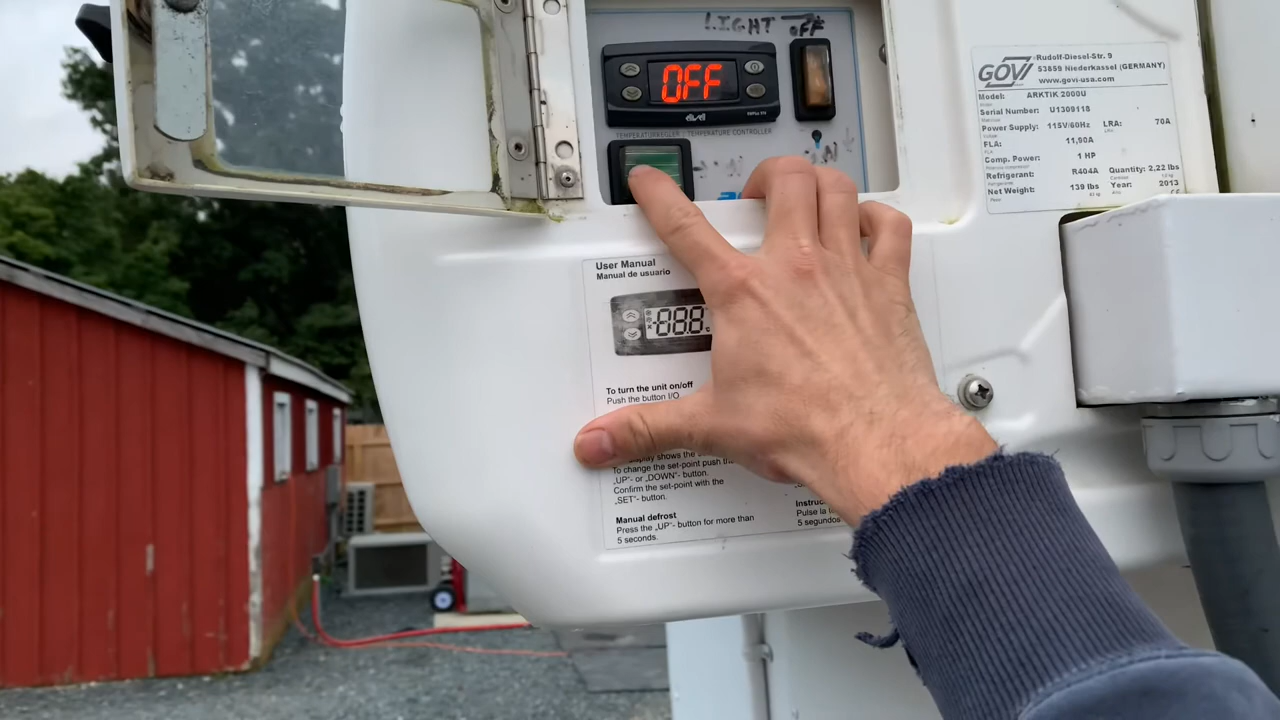 LIGHT OFF
OFF
eliwell
TEMPERATURREGLER / TEMPERATURE CONTROLLER
GOVI
Rudolf-Diesel-Str. 9
53859 Niederkassel (GERMANY)
www.govi-usa.com
Model: ARKTIK 2000U
Serial Number: U1309118
Power Supply: 115V/60Hz LRA: 70A
FLA: 11,90A
Comp. Power: 1 HP
Refrigerant: R404A Quantity: 2,22 lbs
Net Weight: 139 lbs Year: 2013
User Manual
Manual de usuario
-88.8
To turn the unit on/off
Push the button I/O
display shows the
To change the set-point push
„UP"- or „DOWN"- button.
Confirm the set-point with the
„SET"- button.
Manual defrost
Press the „UP"- button for more than
5 seconds.
Pulse la
5 segundos